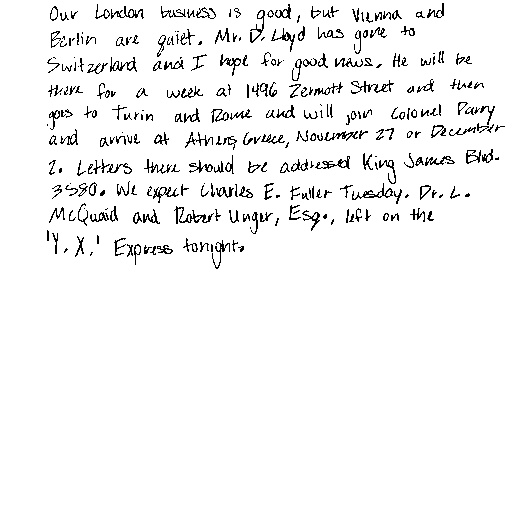 Our London business is good, but Vienna and
Berlin are quiet. Mr. D. Lloyd has gone to
Switzerland and I hope for good news. He will be
there for a week at 1496 Zermott Street and then
goes to Turin and Rome and will join Colonel Parry
and arrive at Athens, Greece, November 27 or December
2. Letters there should be addressed King James Blvd.
3580. We expect Charles E. Fuller Tuesday. Dr. L.
McQuaid and Robert Unger, Esq., left on the
'Y. X.' Express tonight.